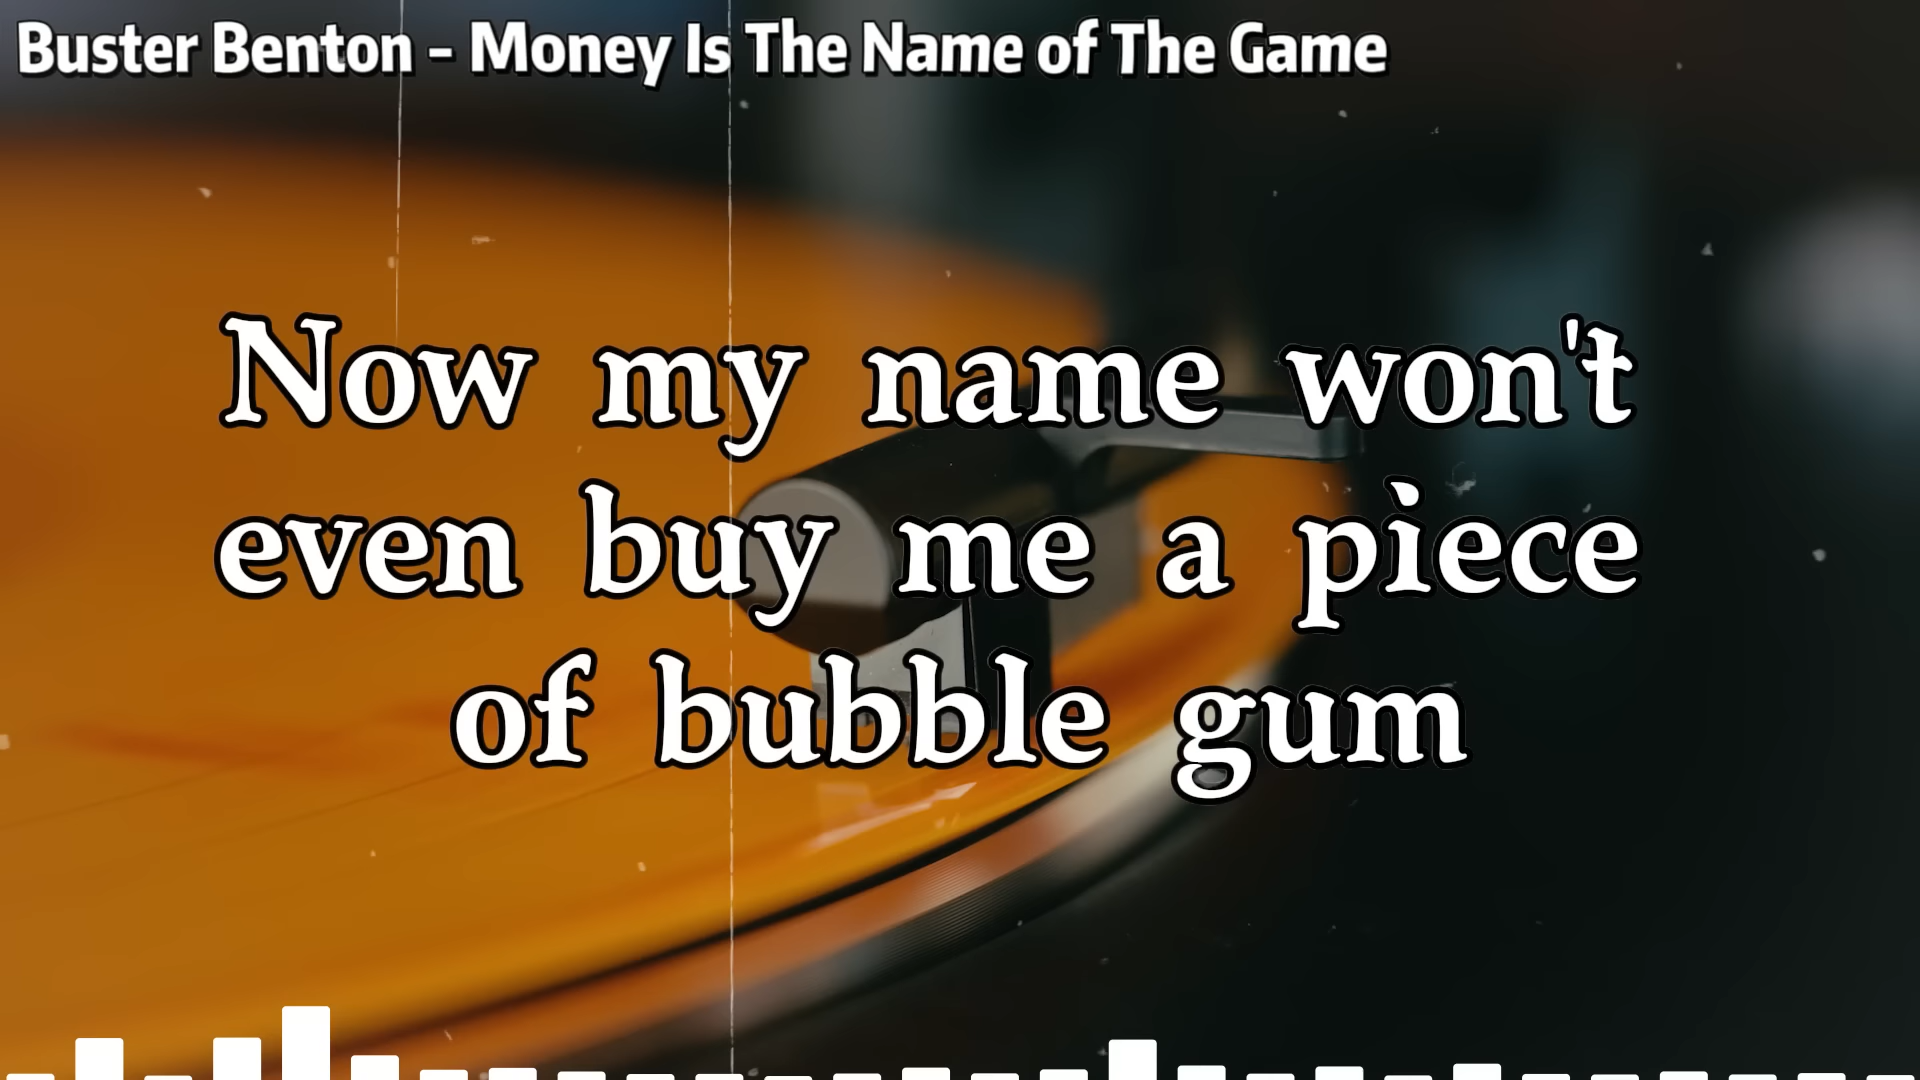 Buster Benton - Money Is The Name of The Game
Now my name won't
even buy me a piece
of bubble gum